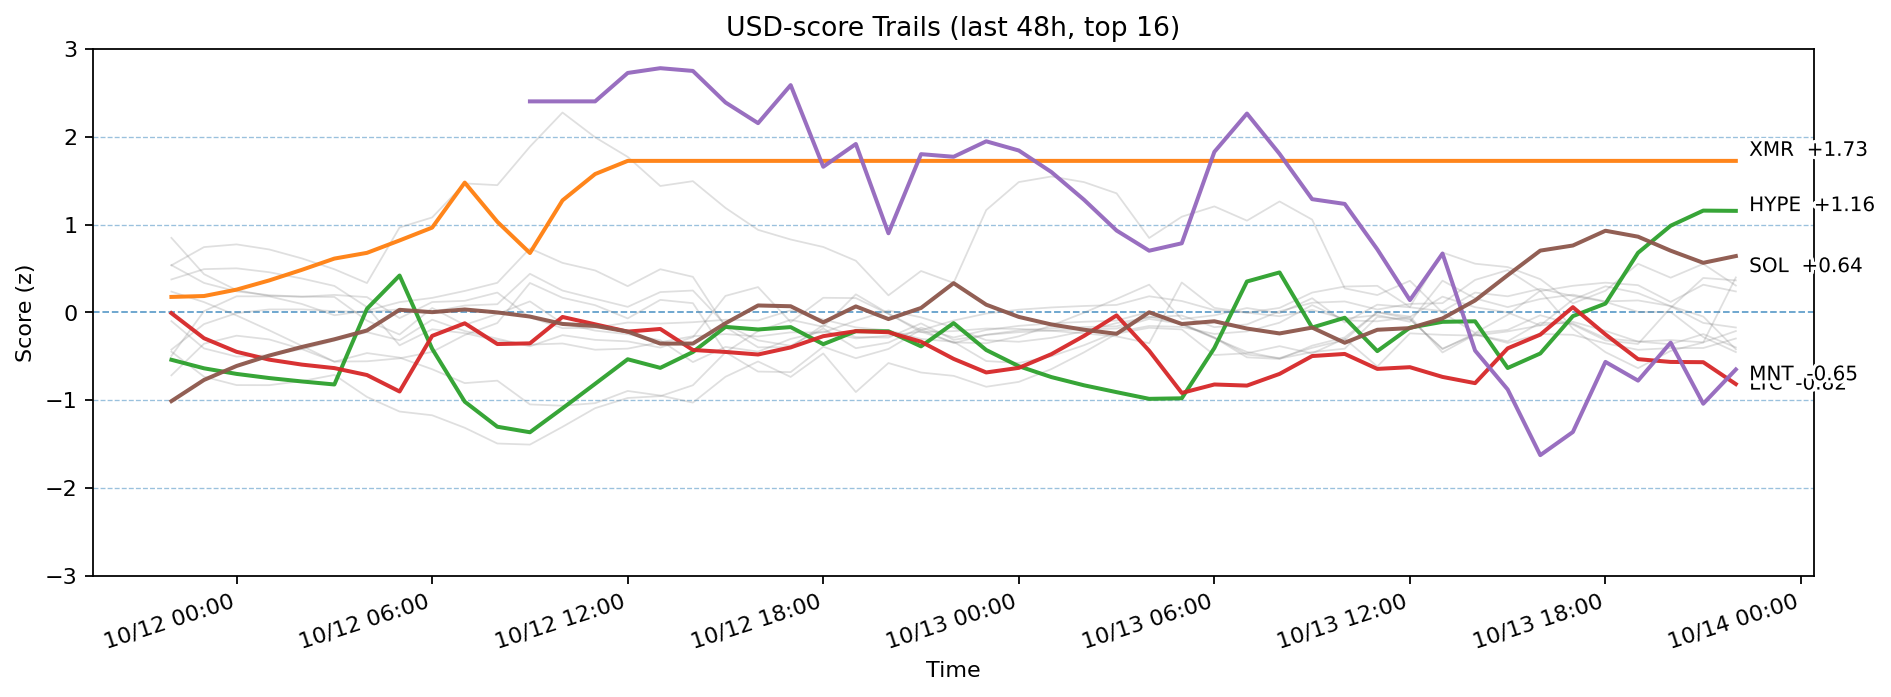 USD-score Trails (last 48h, top 16)
Score (z)
3
2
1
0
−1
−2
−3
XMR +1.73
HYPE +1.16
SOL +0.64
MNT -0.65
LTC -0.82
10/12 00:00
10/12 06:00
10/12 12:00
10/12 18:00
10/13 00:00
10/13 06:00
10/13 12:00
10/13 18:00
10/14 00:00
Time